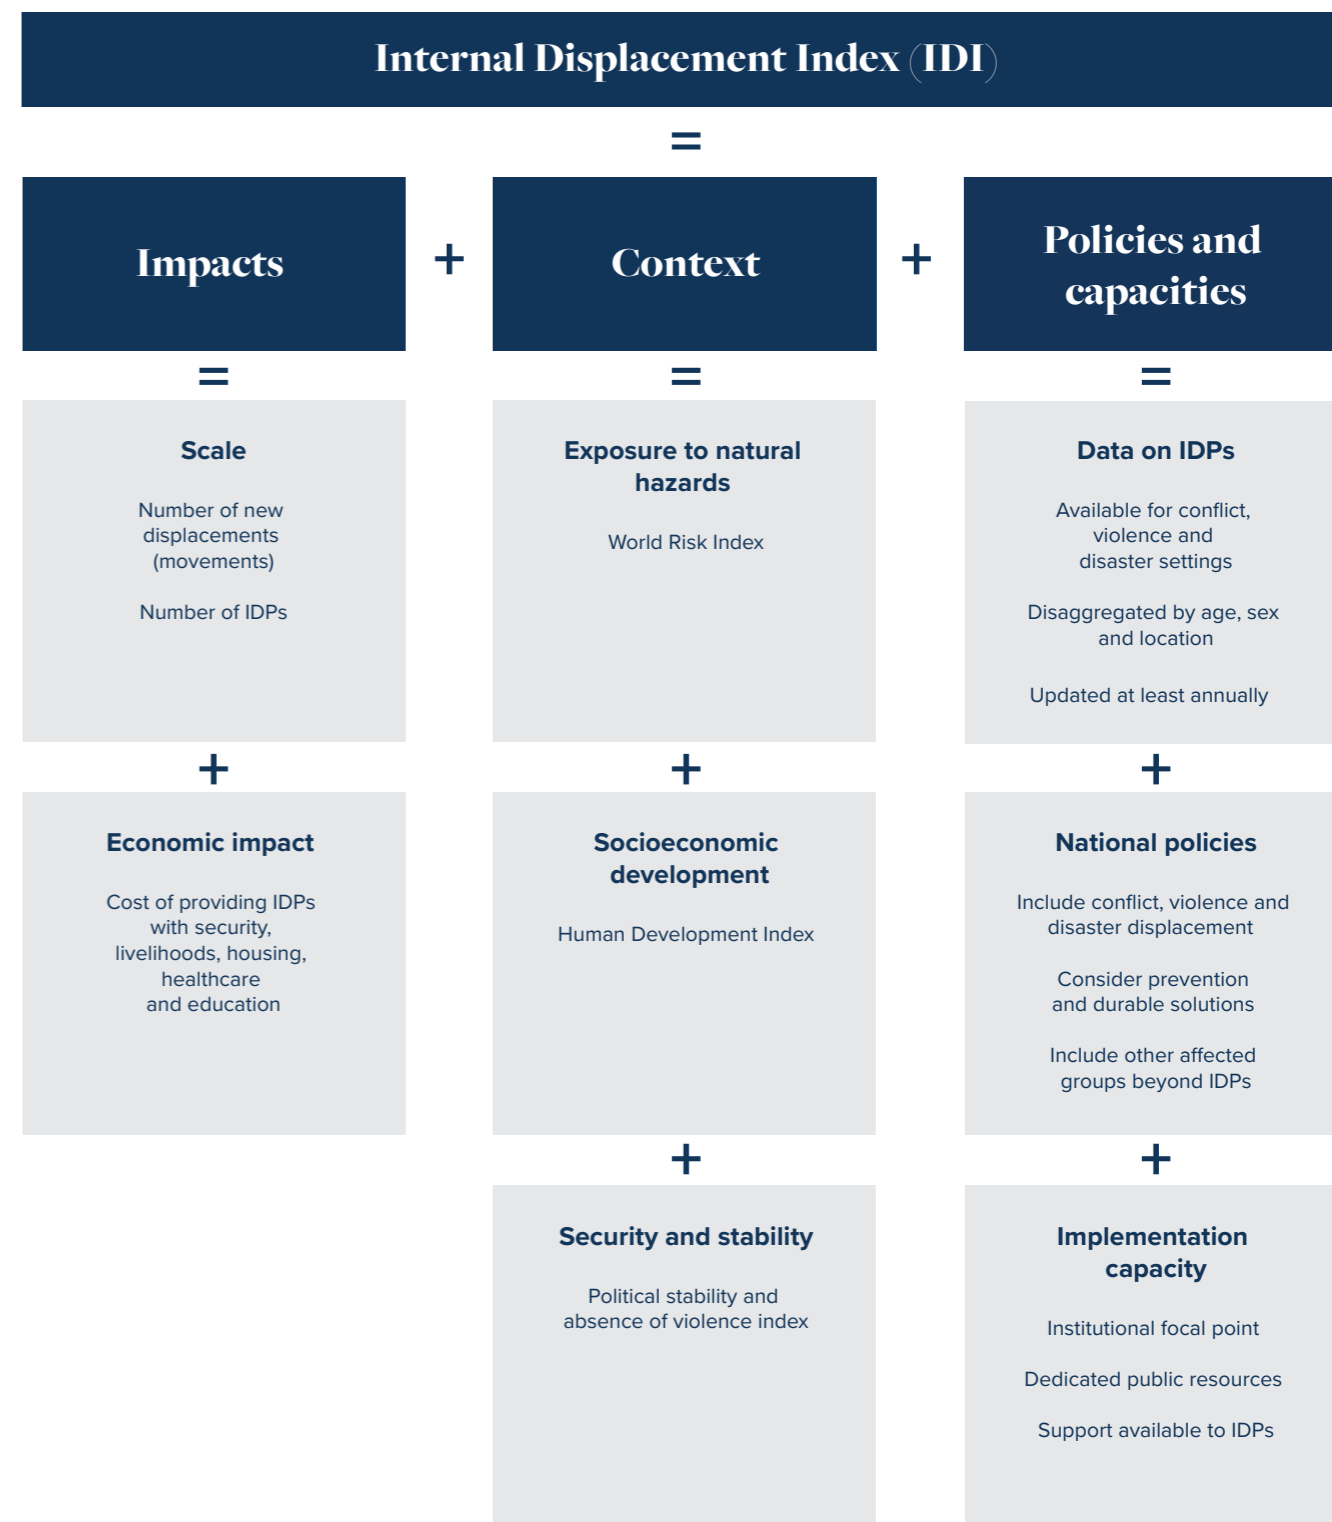 Internal Displacement Index (IDI)
=
Impacts
+
Context
+
Policies and
capacities
=
Scale
Number of new
displacements
(movements)
Number of IDPs
+
Economic impact
Cost of providing IDPs
with security,
livelihoods, housing,
healthcare
and education
=
Exposure to natural
hazards
World Risk Index
+
Socioeconomic
development
Human Development Index
+
Security and stability
Political stability and
absence of violence index
=
Data on IDPs
Available for conflict,
violence and
disaster settings
Disaggregated by age, sex
and location
Updated at least annually
+
National policies
Include conflict, violence and
disaster displacement
Consider prevention
and durable solutions
Include other affected
groups beyond IDPs
+
Implementation
capacity
Institutional focal point
Dedicated public resources
Support available to IDPs